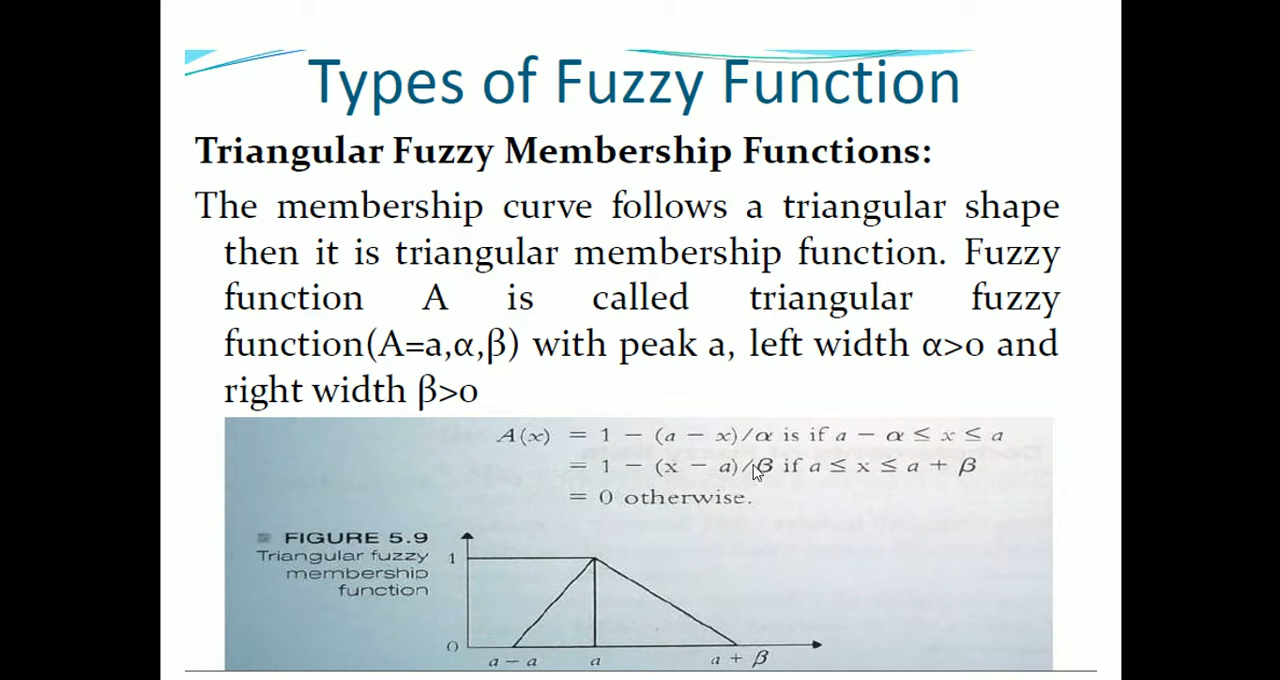 Types of Fuzzy Function
Triangular Fuzzy Membership Functions:
The membership curve follows a triangular shape
then it is triangular membership function. Fuzzy
function A is called triangular fuzzy
function(A=a,α,β) with peak a, left width α>0 and
right width β>0
A(x) = 1 − (a − x)/α is if a − α ≤ x ≤ a
= 1 − (x − a)/β if a ≤ x ≤ a + β
= 0 otherwise.
FIGURE 5.9
Triangular fuzzy
membership
function
1
0
a − a
a
a + β